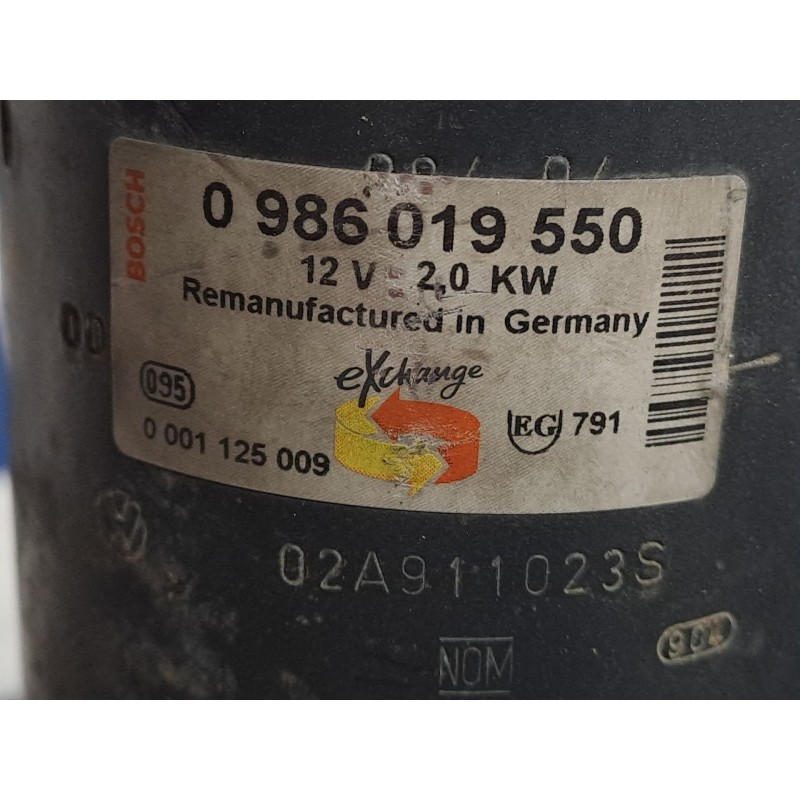 BOSCH
0 986 019 550
12 V 2,0 KW
Remanufactured in Germany
eXchange
095
EG 791
0 001 125 009
02A911023S
NOM